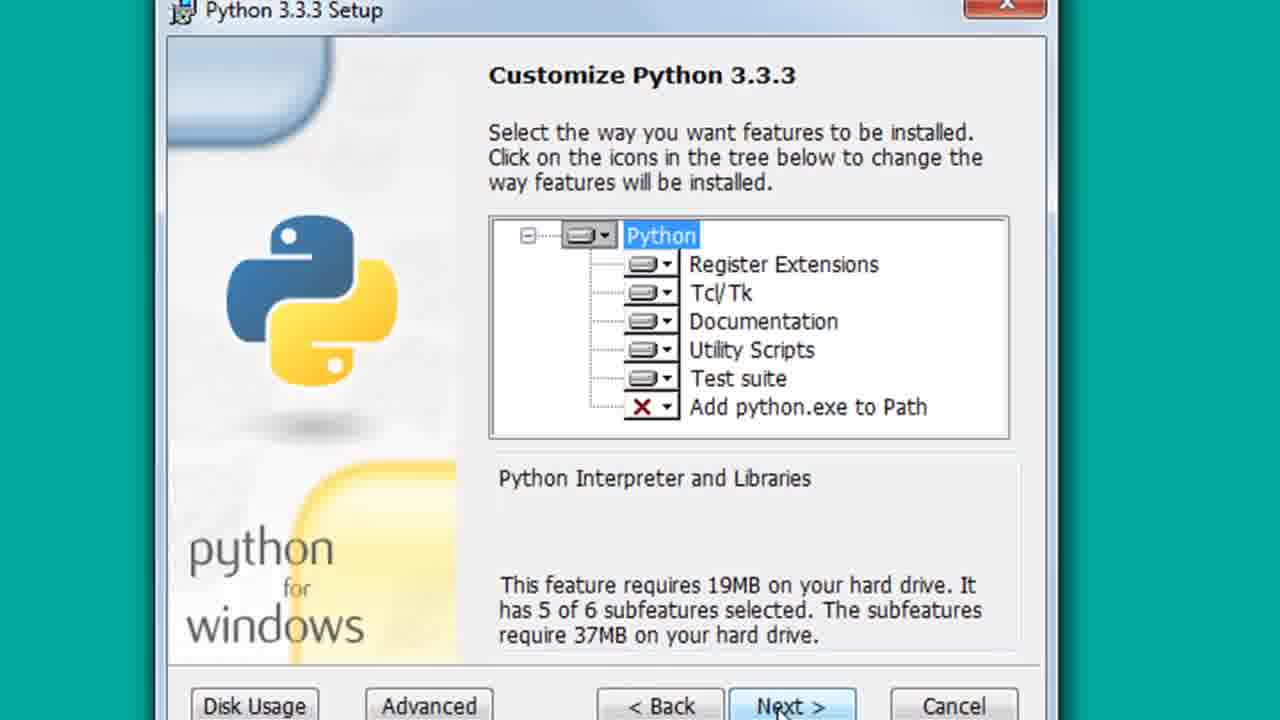 Python 3.3.3 Setup
Customize Python 3.3.3
Select the way you want features to be installed.
Click on the icons in the tree below to change the
way features will be installed.
Python
Register Extensions
Tcl/Tk
Documentation
Utility Scripts
Test suite
Add python.exe to Path
Python Interpreter and Libraries
This feature requires 19MB on your hard drive. It
has 5 of 6 subfeatures selected. The subfeatures
require 37MB on your hard drive.
python
for
windows
Disk Usage
Advanced
< Back
Next >
Cancel